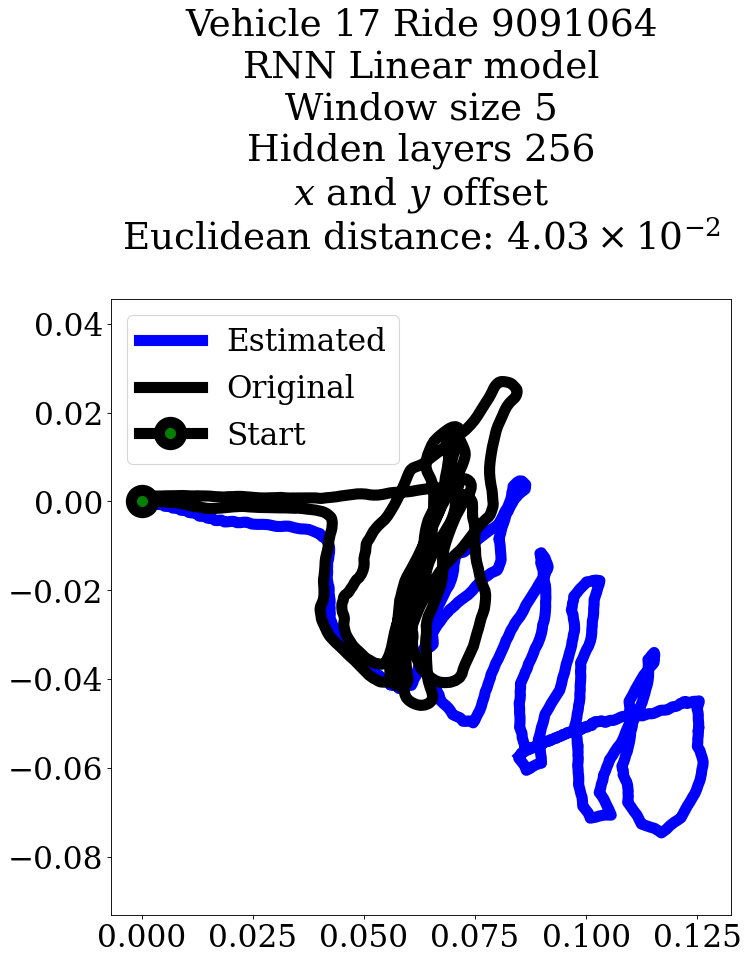 Vehicle 17 Ride 9091064
RNN Linear model
Window size 5
Hidden layers 256
x and y offset
Euclidean distance: 4.03 × 10⁻²
Estimated
Original
Start
0.04
0.02
0.00
−0.02
−0.04
−0.06
−0.08
0.000 0.025 0.050 0.075 0.100 0.125